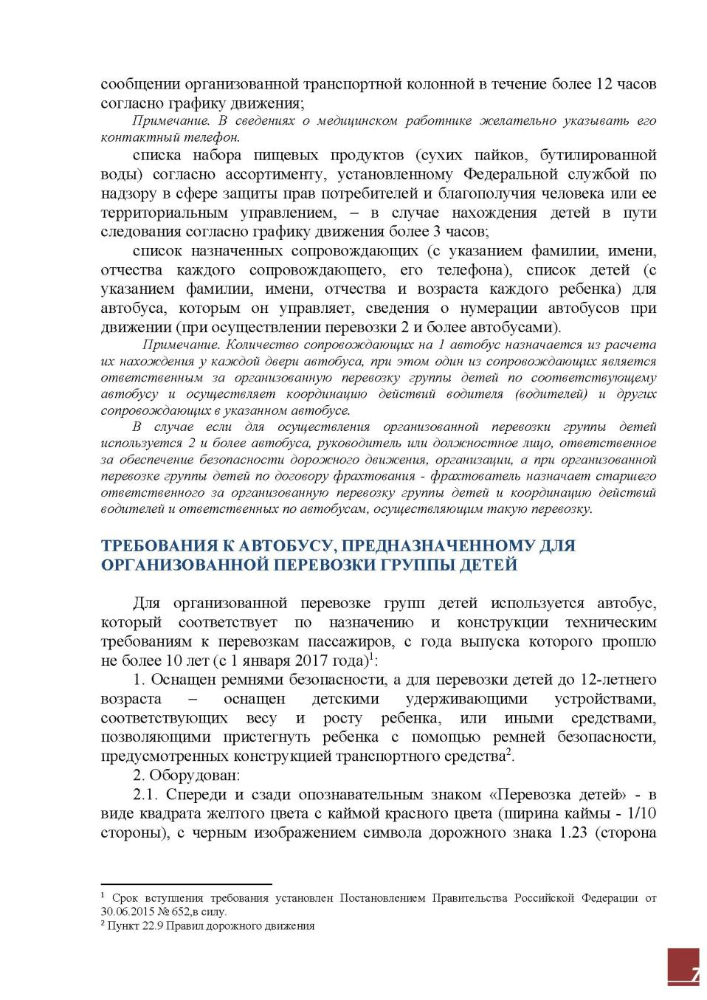 сообщении организованной транспортной колонной в течение более 12 часов
согласно графику движения;
Примечание. В сведениях о медицинском работнике желательно указывать его
контактный телефон.
списка набора пищевых продуктов (сухих пайков, бутилированной
воды) согласно ассортименту, установленному Федеральной службой по
надзору в сфере защиты прав потребителей и благополучия человека или ее
территориальным управлением, – в случае нахождения детей в пути
следования согласно графику движения более 3 часов;
список назначенных сопровождающих (с указанием фамилии, имени,
отчества каждого сопровождающего, его телефона), список детей (с
указанием фамилии, имени, отчества и возраста каждого ребенка) для
автобуса, которым он управляет, сведения о нумерации автобусов при
движении (при осуществлении перевозки 2 и более автобусами).
Примечание. Количество сопровождающих на 1 автобус назначается из расчета
их нахождения у каждой двери автобуса, при этом один из сопровождающих является
ответственным за организованную перевозку группы детей по соответствующему
автобусу и осуществляет координацию действий водителя (водителей) и других
сопровождающих в указанном автобусе.
В случае если для осуществления организованной перевозки группы детей
используется 2 и более автобуса, руководитель или должностное лицо, ответственное
за обеспечение безопасности дорожного движения, организации, а при организованной
перевозке группы детей по договору фрахтования - фрахтователь назначает старшего
ответственного за организованную перевозку группы детей и координацию действий
водителей и ответственных по автобусам, осуществляющим такую перевозку.
ТРЕБОВАНИЯ К АВТОБУСУ, ПРЕДНАЗНАЧЕННОМУ ДЛЯ
ОРГАНИЗОВАННОЙ ПЕРЕВОЗКИ ГРУППЫ ДЕТЕЙ
Для организованной перевозке групп детей используется автобус,
который соответствует по назначению и конструкции техническим
требованиям к перевозкам пассажиров, с года выпуска которого прошло
не более 10 лет (с 1 января 2017 года)¹:
1. Оснащен ремнями безопасности, а для перевозки детей до 12-летнего
возраста – оснащен детскими удерживающими устройствами,
соответствующих весу и росту ребенка, или иными средствами,
позволяющими пристегнуть ребенка с помощью ремней безопасности,
предусмотренных конструкцией транспортного средства².
2. Оборудован:
2.1. Спереди и сзади опознавательным знаком «Перевозка детей» - в
виде квадрата желтого цвета с каймой красного цвета (ширина каймы - 1/10
стороны), с черным изображением символа дорожного знака 1.23 (сторона
¹ Срок вступления требования установлен Постановлением Правительства Российской Федерации от
30.06.2015 № 652,в силу.
² Пункт 22.9 Правил дорожного движения
7